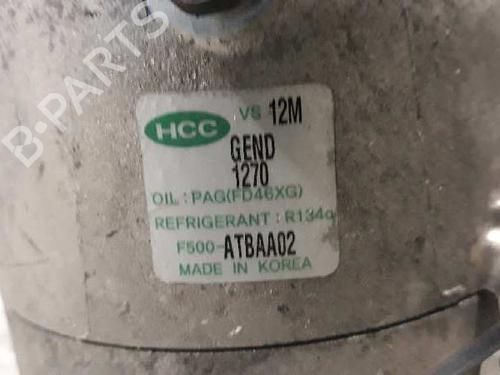 B-PARTS
HCC VS 12M
GEND
1270
OIL : PAG(FD46XG)
REFRIGERANT : R134a
F500-ATBAA02
MADE IN KOREA